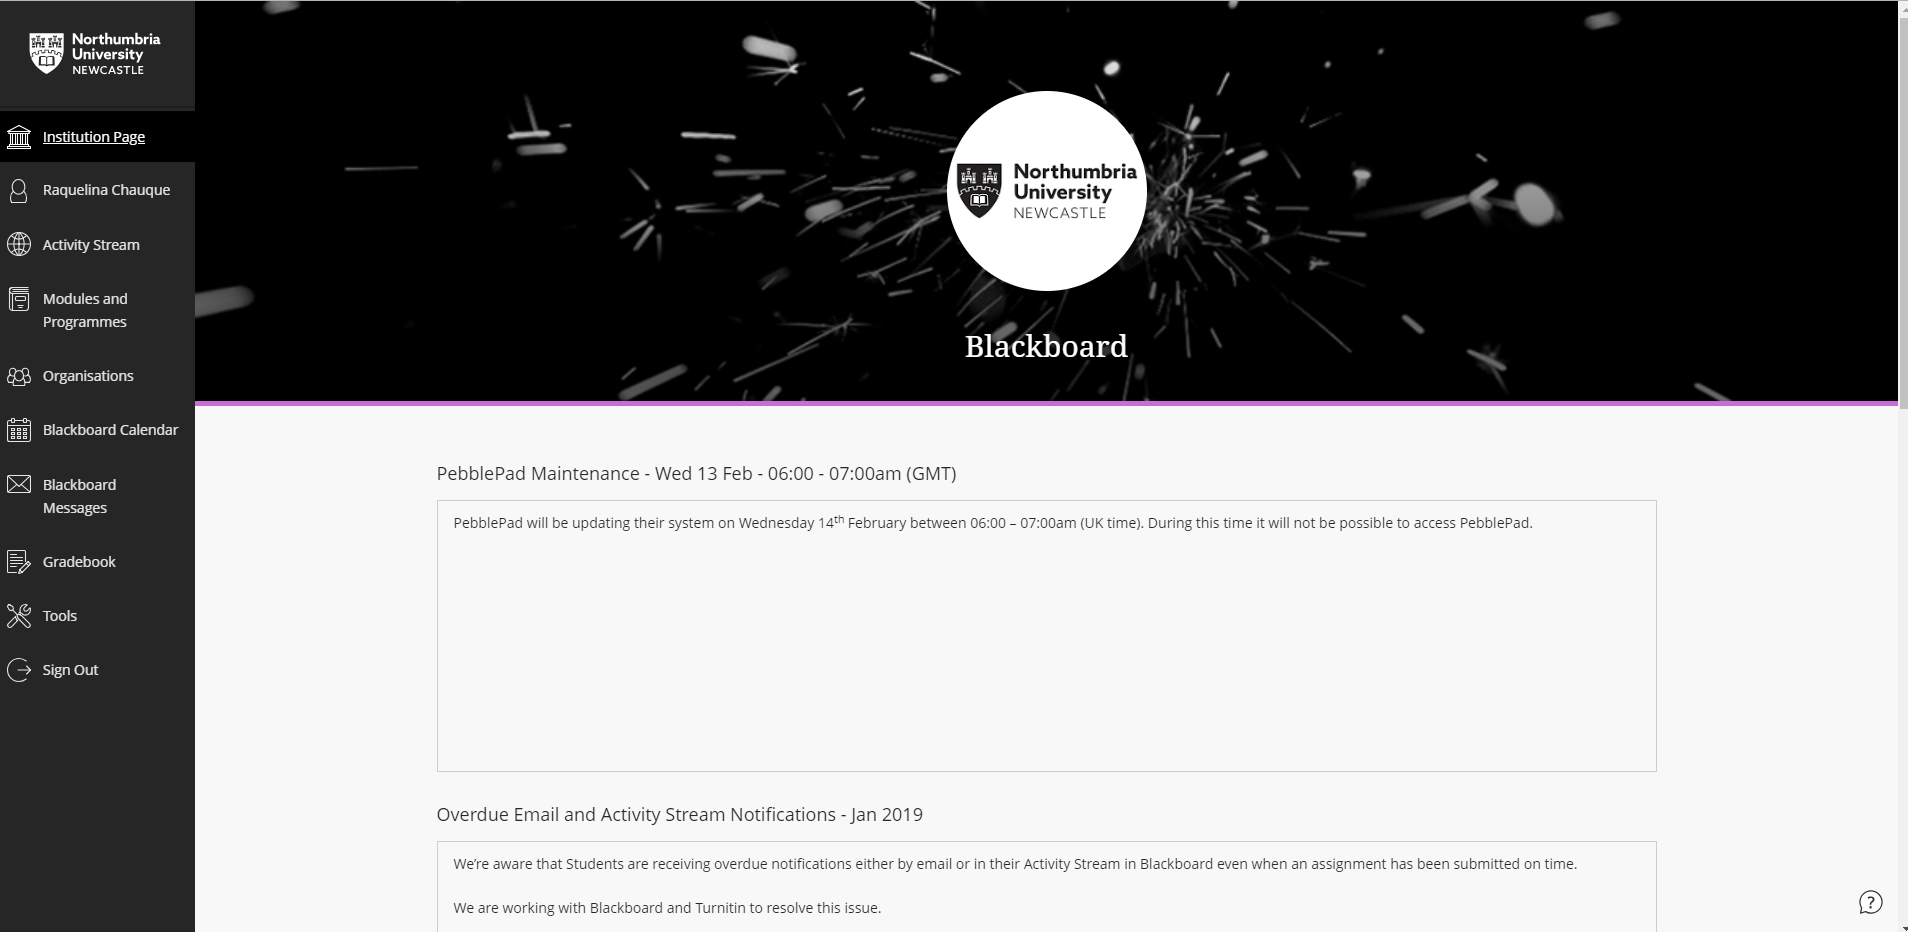 Northumbria
University
NEWCASTLE
Institution Page
Raquelina Chauque
Activity Stream
Modules and
Programmes
Organisations
Blackboard Calendar
Blackboard
Messages
Gradebook
Tools
Sign Out
Northumbria
University
NEWCASTLE
Blackboard
PebblePad Maintenance - Wed 13 Feb - 06:00 - 07:00am (GMT)
PebblePad will be updating their system on Wednesday 14th February between 06:00 – 07:00am (UK time). During this time it will not be possible to access PebblePad.
Overdue Email and Activity Stream Notifications - Jan 2019
We’re aware that Students are receiving overdue notifications either by email or in their Activity Stream in Blackboard even when an assignment has been submitted on time.
We are working with Blackboard and Turnitin to resolve this issue.
?